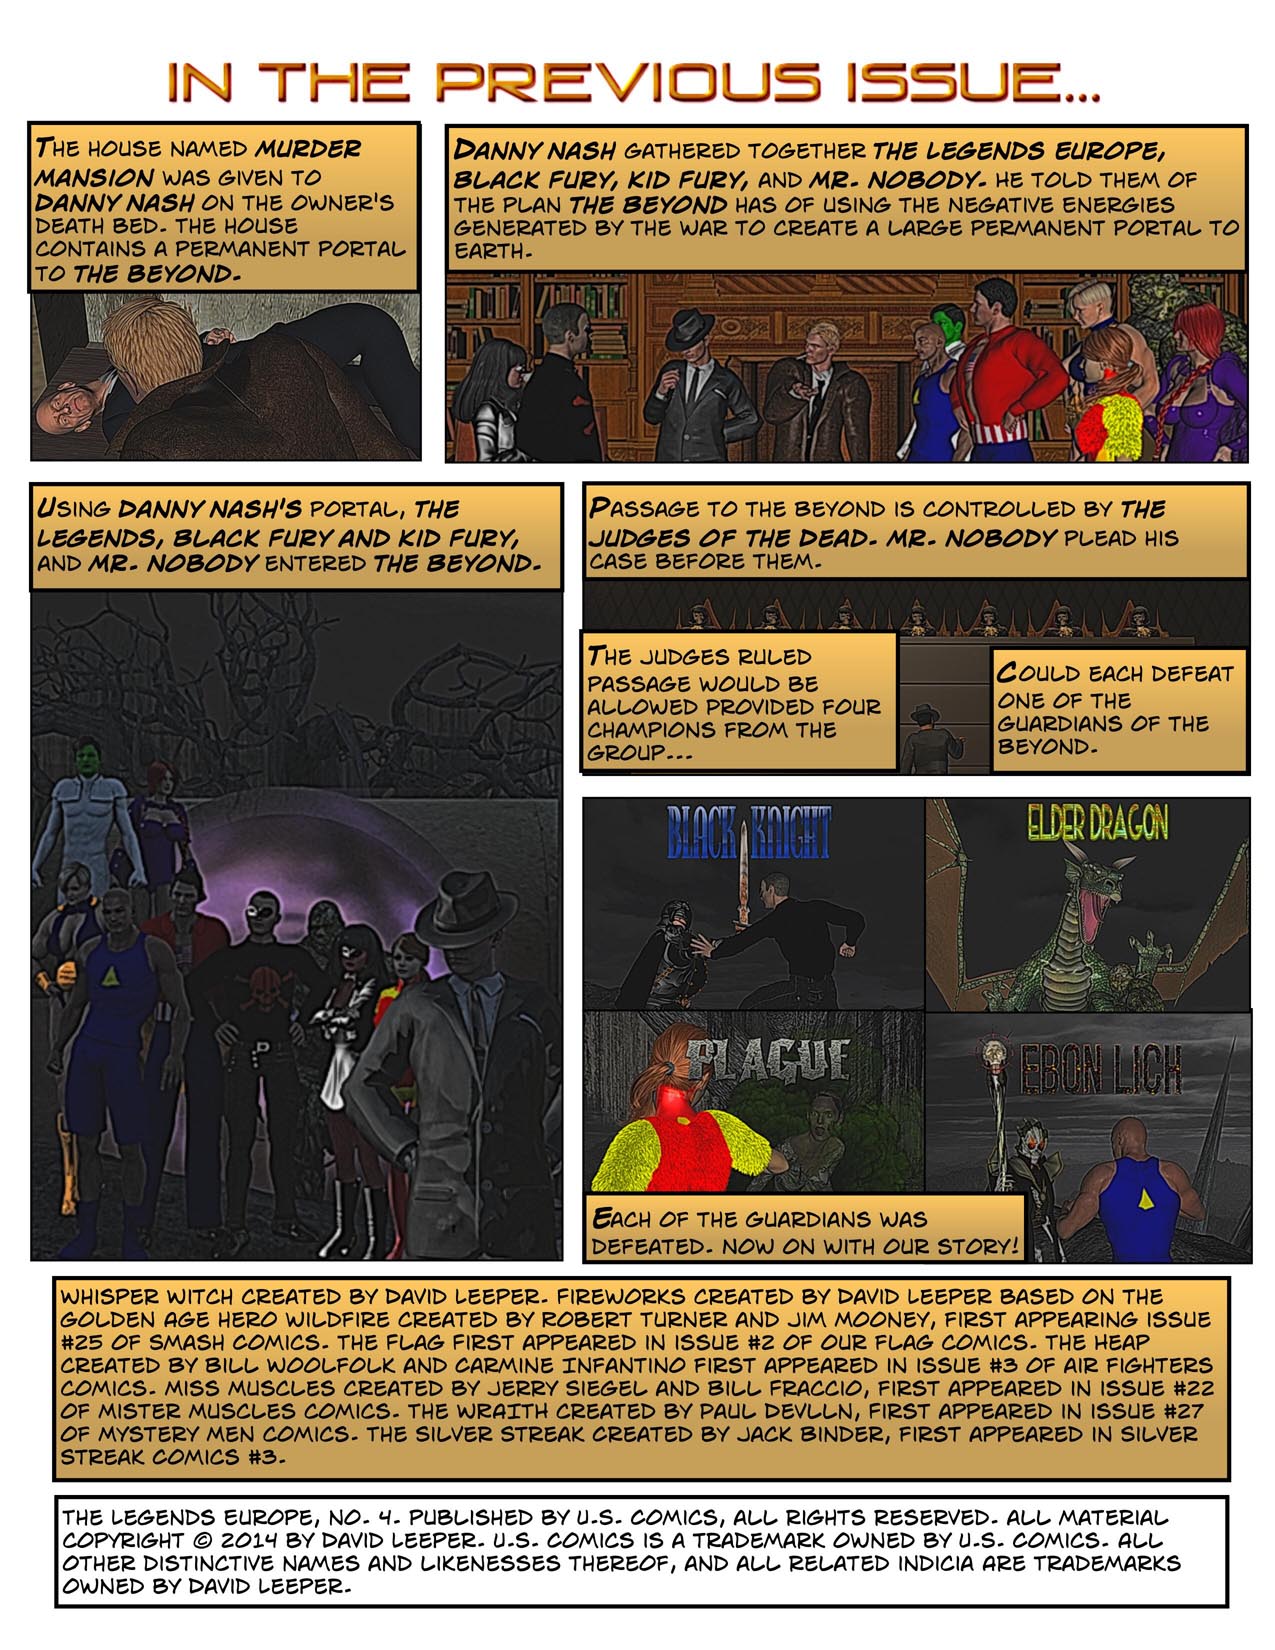 IN THE PREVIOUS ISSUE...
THE HOUSE NAMED MURDER
MANSION WAS GIVEN TO
DANNY NASH ON THE OWNER'S
DEATH BED. THE HOUSE
CONTAINS A PERMANENT PORTAL
TO THE BEYOND.
DANNY NASH GATHERED TOGETHER THE LEGENDS EUROPE,
BLACK FURY, KID FURY, AND MR. NOBODY. HE TOLD THEM OF
THE PLAN THE BEYOND HAS OF USING THE NEGATIVE ENERGIES
GENERATED BY THE WAR TO CREATE A LARGE PERMANENT PORTAL TO
EARTH.
USING DANNY NASH'S PORTAL, THE
LEGENDS, BLACK FURY AND KID FURY,
AND MR. NOBODY ENTERED THE BEYOND.
PASSAGE TO THE BEYOND IS CONTROLLED BY THE
JUDGES OF THE DEAD. MR. NOBODY PLEAD HIS
CASE BEFORE THEM.
THE JUDGES RULED
PASSAGE WOULD BE
ALLOWED PROVIDED FOUR
CHAMPIONS FROM THE
GROUP...
COULD EACH DEFEAT
ONE OF THE
GUARDIANS OF THE
BEYOND.
BLACK KNIGHT
ELDER DRAGON
PLAGUE
EBON LICH
P
EACH OF THE GUARDIANS WAS
DEFEATED. NOW ON WITH OUR STORY!
WHISPER WITCH CREATED BY DAVID LEEPER. FIREWORKS CREATED BY DAVID LEEPER BASED ON THE
GOLDEN AGE HERO WILDFIRE CREATED BY ROBERT TURNER AND JIM MOONEY, FIRST APPEARING ISSUE
#25 OF SMASH COMICS. THE FLAG FIRST APPEARED IN ISSUE #2 OF OUR FLAG COMICS. THE HEAP
CREATED BY BILL WOOLFOLK AND CARMINE INFANTINO FIRST APPEARED IN ISSUE #3 OF AIR FIGHTERS
COMICS. MISS MUSCLES CREATED BY JERRY SIEGEL AND BILL FRACCIO, FIRST APPEARED IN ISSUE #22
OF MISTER MUSCLES COMICS. THE WRAITH CREATED BY PAUL DEVLLN, FIRST APPEARED IN ISSUE #27
OF MYSTERY MEN COMICS. THE SILVER STREAK CREATED BY JACK BINDER, FIRST APPEARED IN SILVER
STREAK COMICS #3.
THE LEGENDS EUROPE, NO. 4. PUBLISHED BY U.S. COMICS, ALL RIGHTS RESERVED. ALL MATERIAL
COPYRIGHT © 2014 BY DAVID LEEPER. U.S. COMICS IS A TRADEMARK OWNED BY U.S. COMICS. ALL
OTHER DISTINCTIVE NAMES AND LIKENESSES THEREOF, AND ALL RELATED INDICIA ARE TRADEMARKS
OWNED BY DAVID LEEPER.